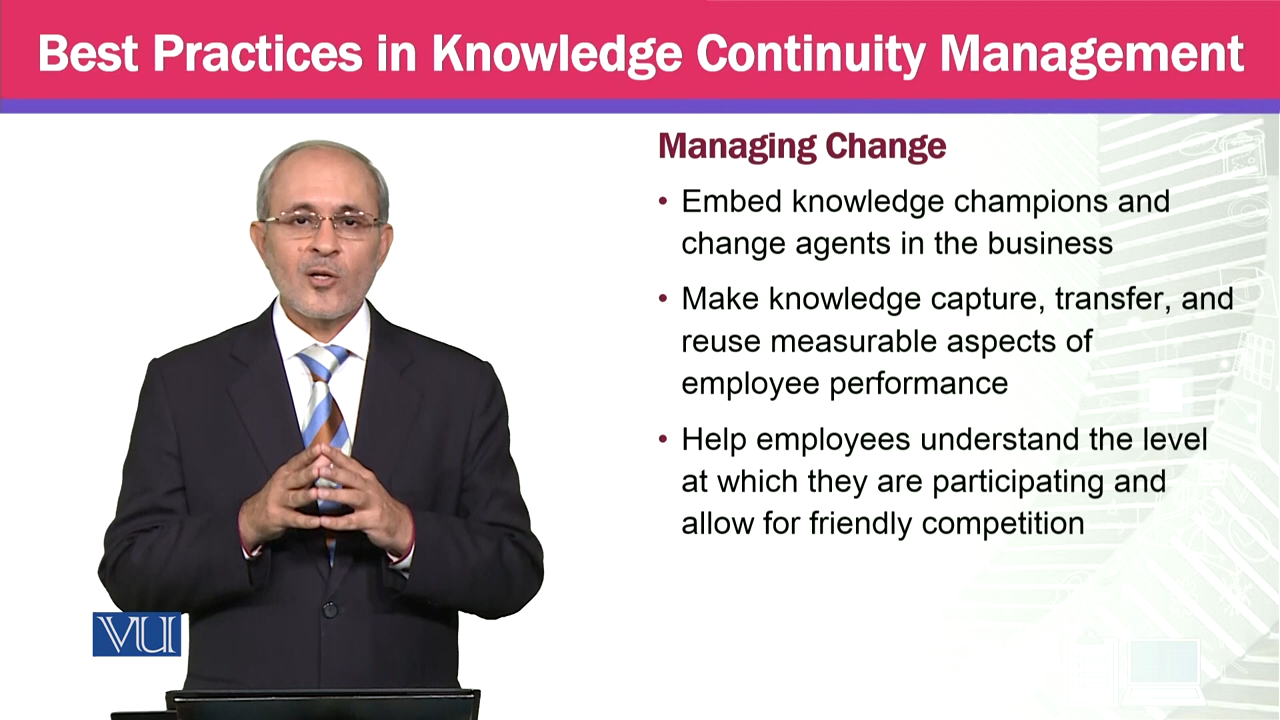 Best Practices in Knowledge Continuity Management
Managing Change
• Embed knowledge champions and
change agents in the business
• Make knowledge capture, transfer, and
reuse measurable aspects of
employee performance
• Help employees understand the level
at which they are participating and
allow for friendly competition
VU